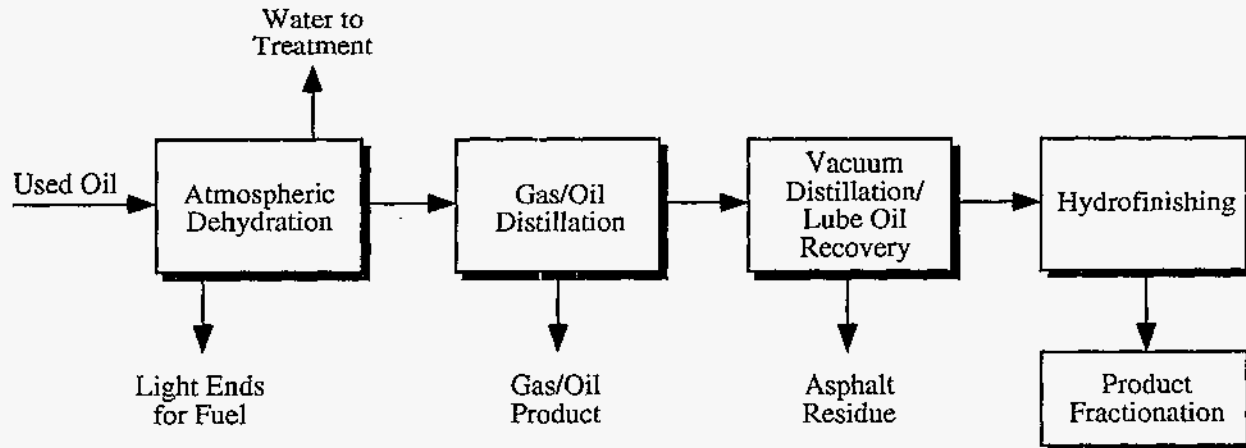 Water to
Treatment
Used Oil
Atmospheric
Dehydration
Gas/Oil
Distillation
Vacuum
Distillation/
Lube Oil
Recovery
Hydrofinishing
Light Ends
for Fuel
Gas/Oil
Product
Asphalt
Residue
Product
Fractionation